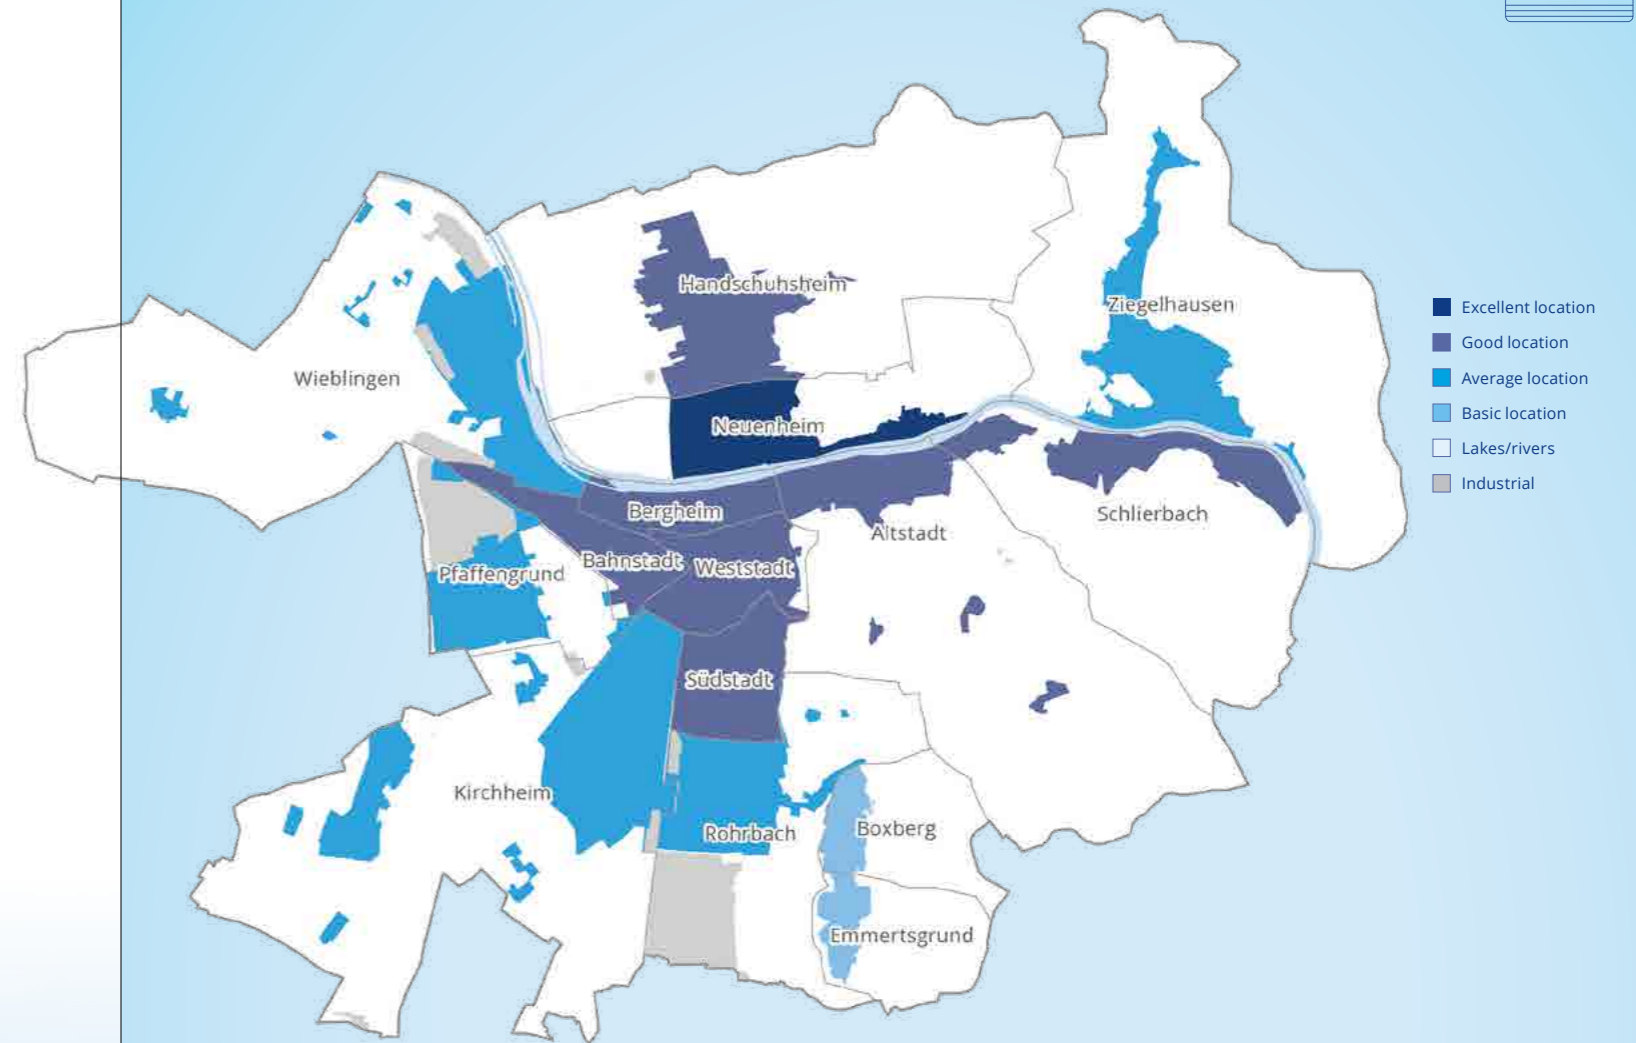 Handschuhsheim
Ziegelhausen
Wieblingen
Neuenheim
Bergheim
Schlierbach
Altstadt
Bahnstadt
Weststadt
Pfaffengrund
Südstadt
Kirchheim
Rohrbach
Boxberg
Emmertsgrund
Excellent location
Good location
Average location
Basic location
Lakes/rivers
Industrial